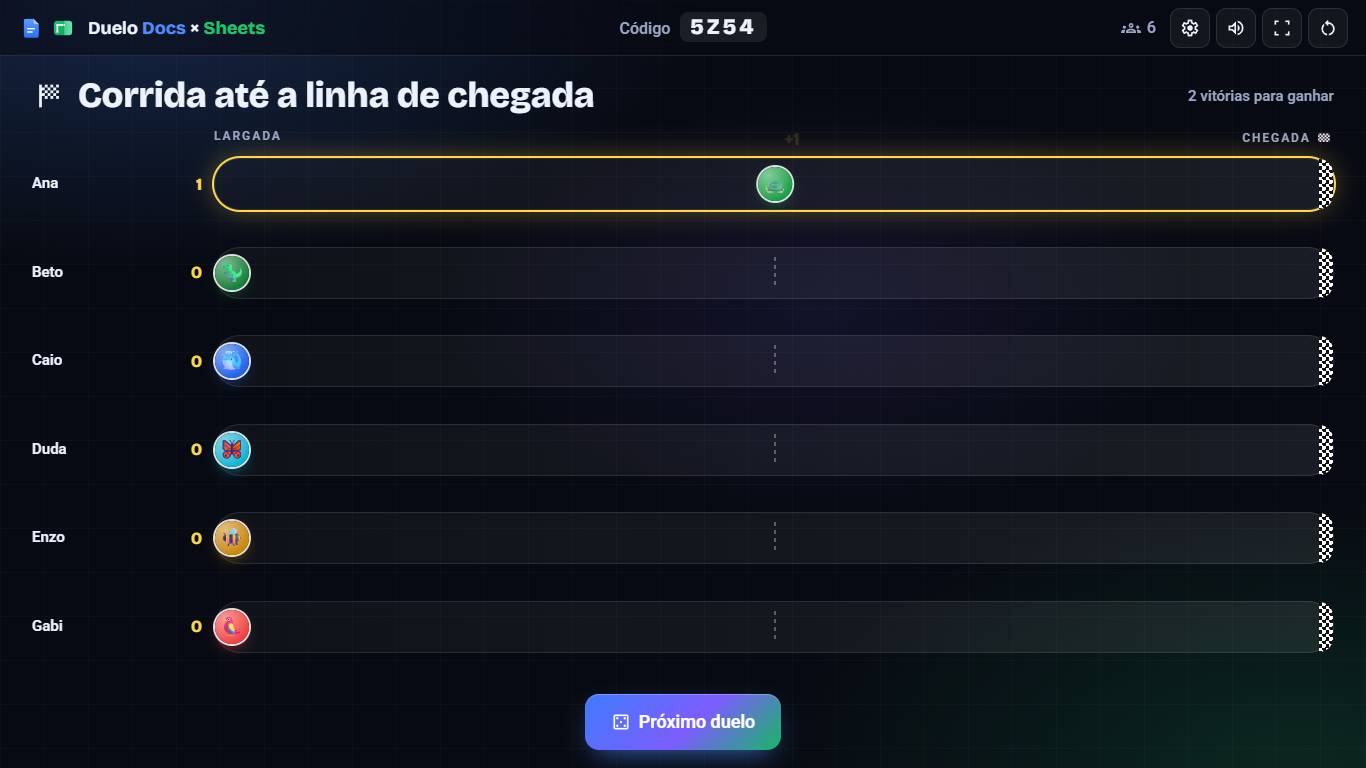 Duelo Docs × Sheets
Código 5Z54
6
Corrida até a linha de chegada
2 vitórias para ganhar
LARGADA
+1
CHEGADA
Ana 1
Beto 0
Caio 0
Duda 0
Enzo 0
Gabi 0
Próximo duelo